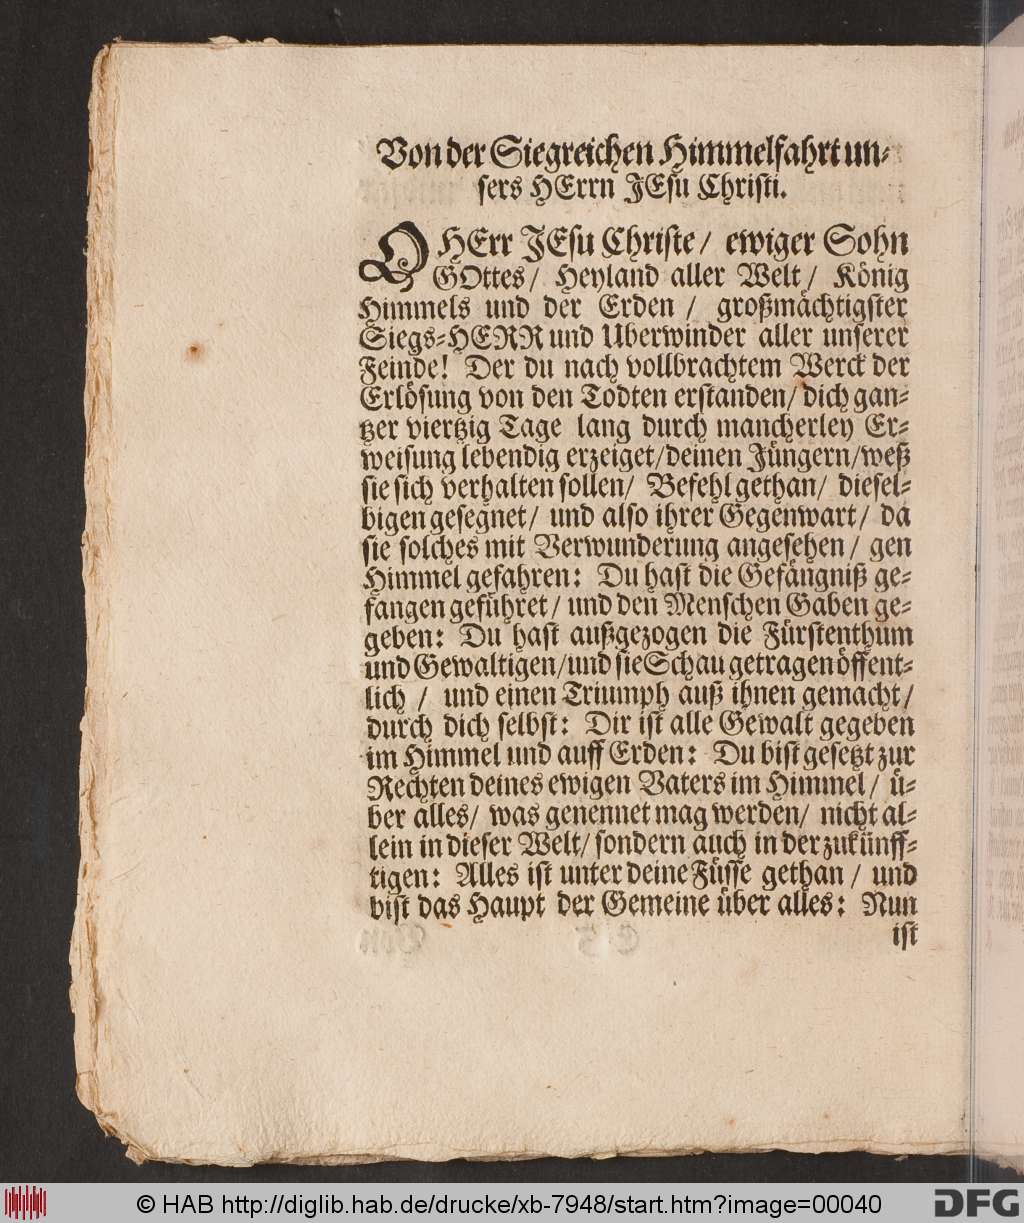 Von der Siegreichen Himmelfahrt un-
sers HErrn JEsu Christi.
O HErr JEsu Christe / ewiger Sohn
GOttes / Heyland aller Welt / König
Himmels und der Erden / großmächtigster
Siegs-HERR und Uberwinder aller unserer
Feinde! Der du nach vollbrachtem Werck der
Erlösung von den Todten erstanden / dich gan-
tzer viertzig Tage lang durch mancherley Er-
weisung lebendig erzeiget / deinen Jüngern / weß
sie sich verhalten sollen / Befehl gethan / diesel-
bigen gesegnet / und also ihrer Gegenwart / da
sie solches mit Verwunderung angesehen / gen
Himmel gefahren: Du hast die Gefängniß ge-
fangen geführet / und den Menschen Gaben ge-
geben: Du hast außgezogen die Fürstenthum
und Gewaltigen / und sie Schau getragen öffent-
lich / und einen Triumph auß ihnen gemacht /
durch dich selbst: Dir ist alle Gewalt gegeben
im Himmel und auff Erden: Du bist gesetzt zur
Rechten deines ewigen Vaters im Himmel / ü-
ber alles / was genennet mag werden / nicht al-
lein in dieser Welt / sondern auch in der zukünff-
tigen: Alles ist unter deine Füsse gethan / und
bist das Haupt der Gemeine über alles: Nun
ist
© HAB http://diglib.hab.de/drucke/xb-7948/start.htm?image=00040
DFG